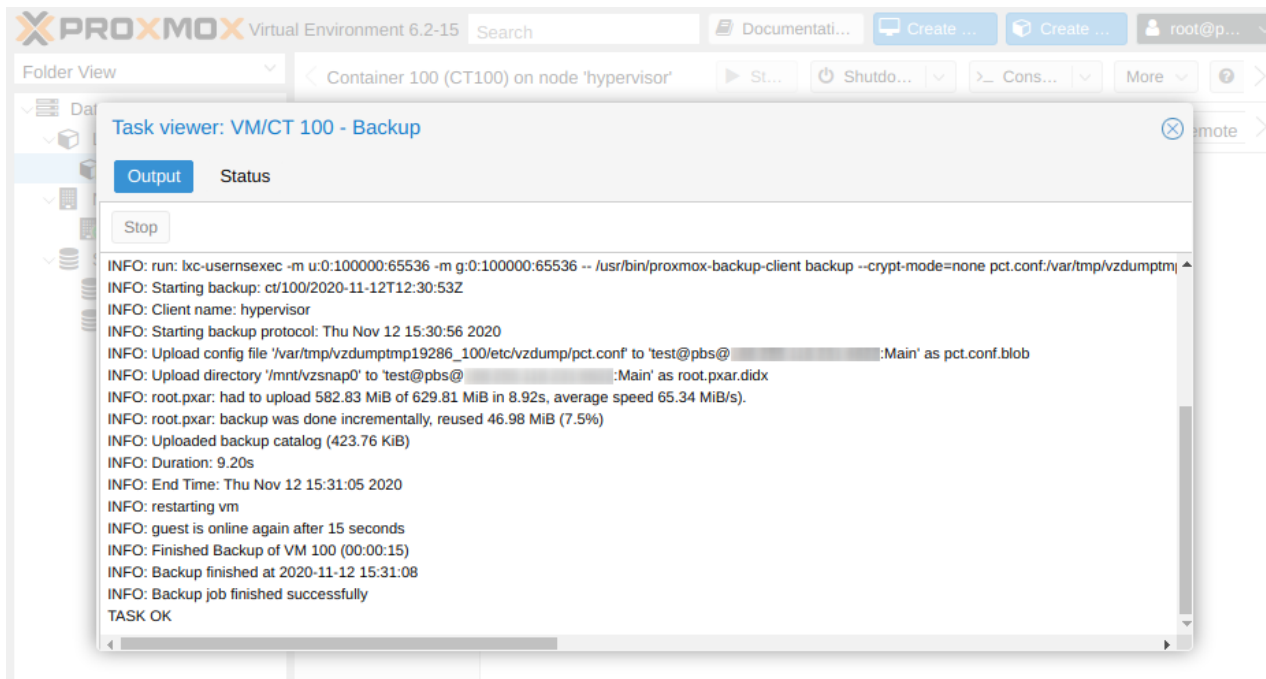 PROXMOX Virtual Environment 6.2-15 Search Documentati... Create ... Create ... root@p...
Folder View
Container 100 (CT100) on node 'hypervisor' St... Shutdo... Cons... More
Dat
emote
Task viewer: VM/CT 100 - Backup
Output Status
Stop
INFO: run: lxc-usernsexec -m u:0:100000:65536 -m g:0:100000:65536 -- /usr/bin/proxmox-backup-client backup --crypt-mode=none pct.conf:/var/tmp/vzdumptmp
INFO: Starting backup: ct/100/2020-11-12T12:30:53Z
INFO: Client name: hypervisor
INFO: Starting backup protocol: Thu Nov 12 15:30:56 2020
INFO: Upload config file '/var/tmp/vzdumptmp19286_100/etc/vzdump/pct.conf' to 'test@pbs@ :Main' as pct.conf.blob
INFO: Upload directory '/mnt/vzsnap0' to 'test@pbs@ :Main' as root.pxar.didx
INFO: root.pxar: had to upload 582.83 MiB of 629.81 MiB in 8.92s, average speed 65.34 MiB/s).
INFO: root.pxar: backup was done incrementally, reused 46.98 MiB (7.5%)
INFO: Uploaded backup catalog (423.76 KiB)
INFO: Duration: 9.20s
INFO: End Time: Thu Nov 12 15:31:05 2020
INFO: restarting vm
INFO: guest is online again after 15 seconds
INFO: Finished Backup of VM 100 (00:00:15)
INFO: Backup finished at 2020-11-12 15:31:08
INFO: Backup job finished successfully
TASK OK